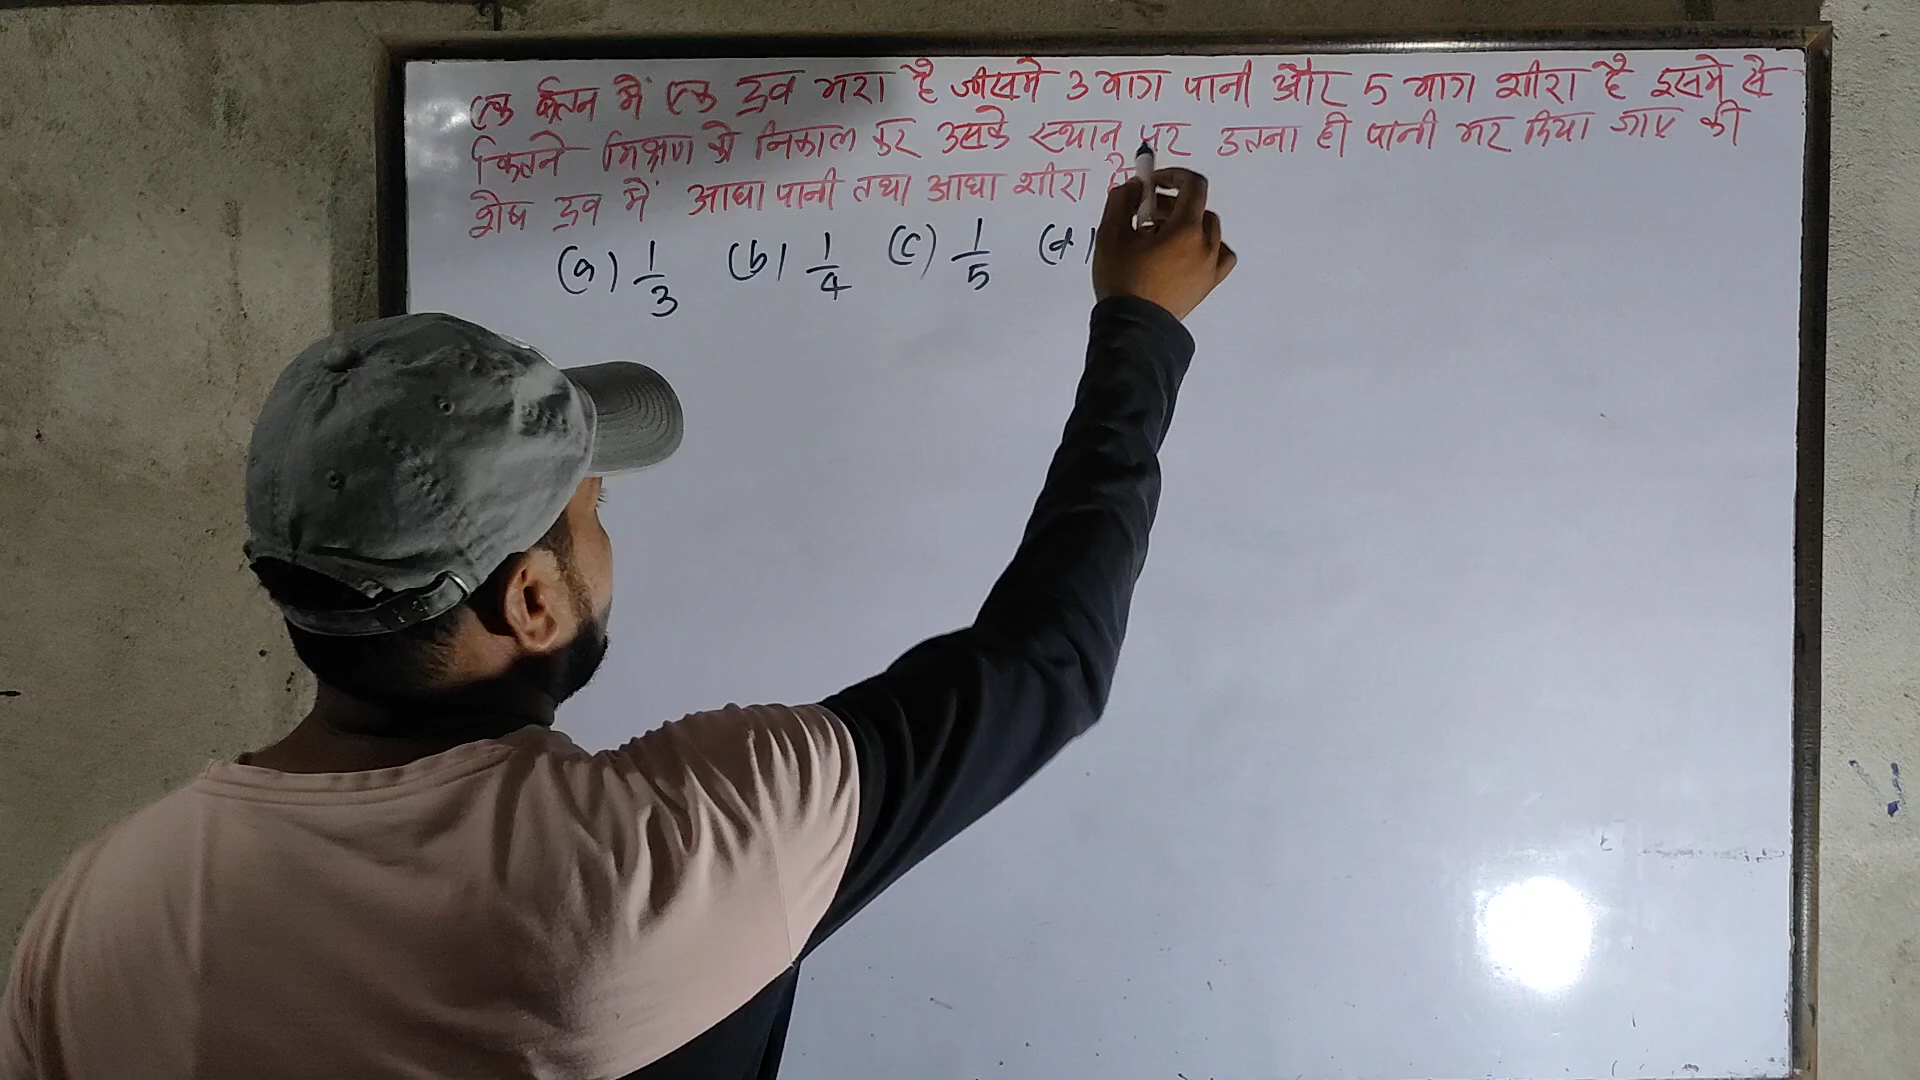 एक बर्तन में एक द्रव भरा है जीसमे 3 भाग पानी और 5 भाग शीरा है इसमे से
कितने मिश्रण को निकाल कर उसके स्थान पर उतना ही पानी भर दिया जाए की
शेष द्रव में आधा पानी तथा आधा शीरा
(a) 1/3 (b) 1/4 (c) 1/5 (d)